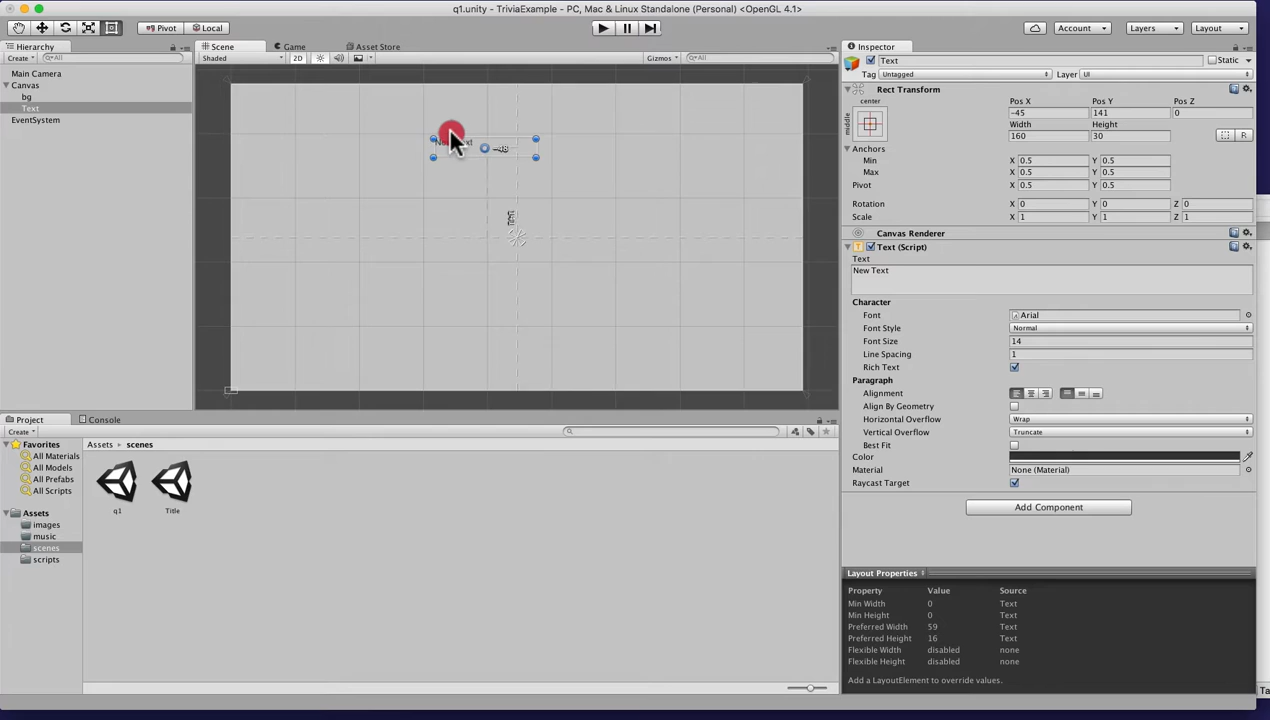 q1.unity - TriviaExample - PC, Mac & Linux Standalone (Personal) <OpenGL 4.1>
Pivot Local Account Layers Layout
Hierarchy
Create All
Main Camera
Canvas
bg
Text
EventSystem
Scene Game Asset Store
Shaded 2D Gizmos All
New Text
-48
Inspector
Text Static
Tag Untagged Layer UI
Rect Transform
center
middle
Pos X Pos Y Pos Z
-45 141 0
Width Height
160 30
R
Anchors
Min X 0.5 Y 0.5
Max X 0.5 Y 0.5
Pivot X 0.5 Y 0.5
Rotation X 0 Y 0 Z 0
Scale X 1 Y 1 Z 1
Canvas Renderer
Text (Script)
Text
New Text
Character
Font Arial
Font Style Normal
Font Size 14
Line Spacing 1
Rich Text
Paragraph
Alignment
Align By Geometry
Horizontal Overflow Wrap
Vertical Overflow Truncate
Best Fit
Color
Material None (Material)
Raycast Target
Add Component
Layout Properties
Property Value Source
Min Width 0 Text
Min Height 0 Text
Preferred Width 59 Text
Preferred Height 16 Text
Flexible Width disabled none
Flexible Height disabled none
Add a LayoutElement to override values.
Project Console
Create
Favorites
All Materials
All Models
All Prefabs
All Scripts
Assets
images
music
scenes
scripts
Assets scenes
q1 Title
Ta